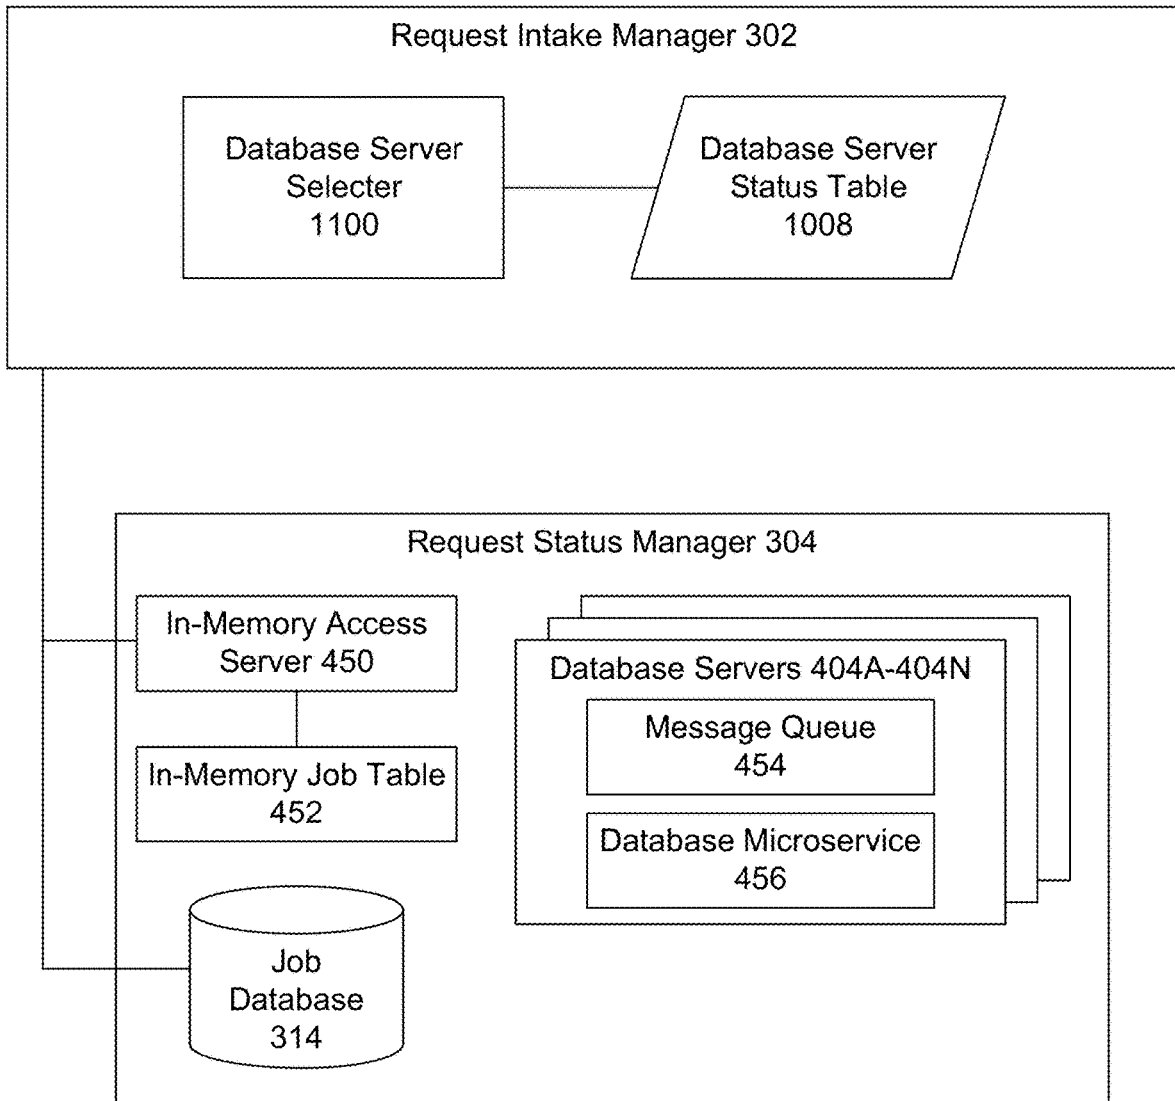 Request Intake Manager 302
Database Server
Selecter
1100
Database Server
Status Table
1008
Request Status Manager 304
In-Memory Access
Server 450
In-Memory Job Table
452
Job
Database
314
Database Servers 404A-404N
Message Queue
454
Database Microservice
456